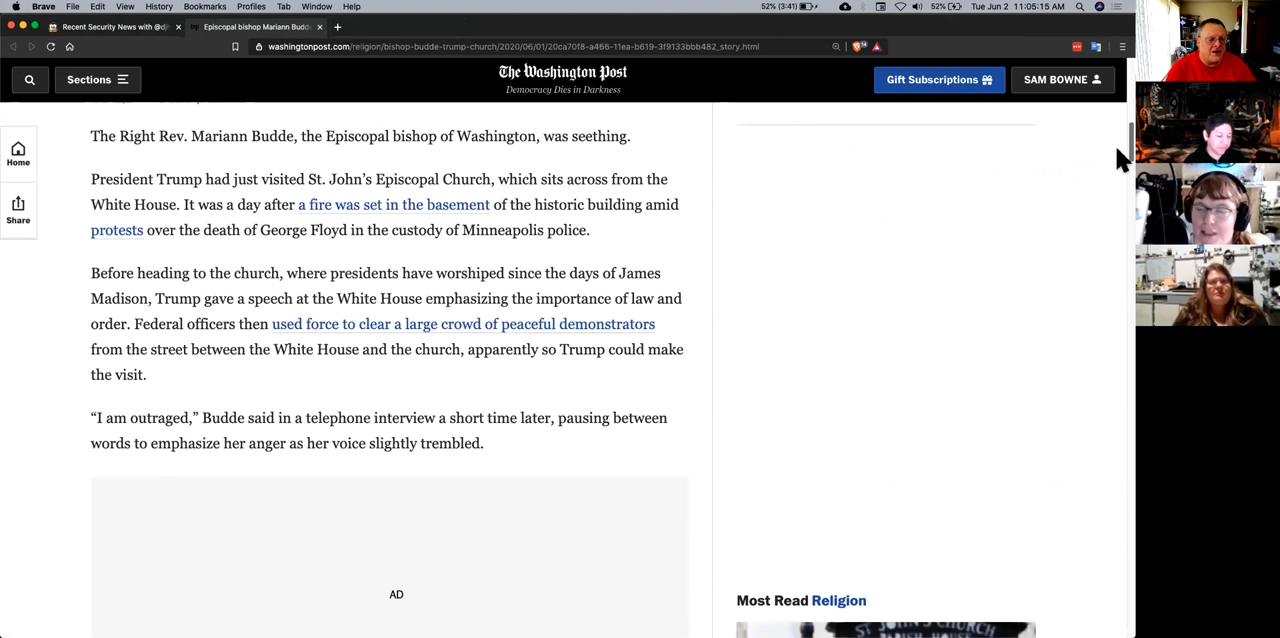 Brave File Edit View History Bookmarks Profiles Tab Window Help 52% (3:41) 52% Tue Jun 2 11:05:15 AM
Recent Security News with @dj Episcopal bishop Mariann Budde
washingtonpost.com/religion/bishop-budde-trump-church/2020/06/01/20ca70f8-a466-11ea-b619-3f9133bbb482_story.html
Sections The Washington Post Gift Subscriptions SAM BOWNE
Democracy Dies in Darkness
The Right Rev. Mariann Budde, the Episcopal bishop of Washington, was seething.
Home
President Trump had just visited St. John’s Episcopal Church, which sits across from the
White House. It was a day after a fire was set in the basement of the historic building amid
Share
protests over the death of George Floyd in the custody of Minneapolis police.
Before heading to the church, where presidents have worshiped since the days of James
Madison, Trump gave a speech at the White House emphasizing the importance of law and
order. Federal officers then used force to clear a large crowd of peaceful demonstrators
from the street between the White House and the church, apparently so Trump could make
the visit.
“I am outraged,” Budde said in a telephone interview a short time later, pausing between
words to emphasize her anger as her voice slightly trembled.
AD
Most Read Religion
ST JOHN'S CHURCH
PARISH HOUSE